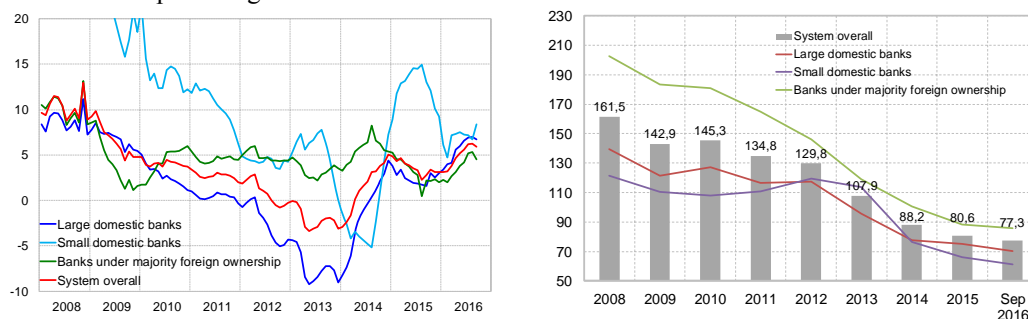 20
15
10
5
0
-5
-10
Large domestic banks
Small domestic banks
Banks under majority foreign ownership
System overall
2008 2009 2010 2011 2012 2013 2014 2015 2016
230
210
190
170
150
130
110
90
70
50
System overall
Large domestic banks
Small domestic banks
Banks under majority foreign ownership
161,5
142,9
145,3
134,8
129,8
107,9
88,2
80,6
77,3
2008 2009 2010 2011 2012 2013 2014 2015 Sep
2016